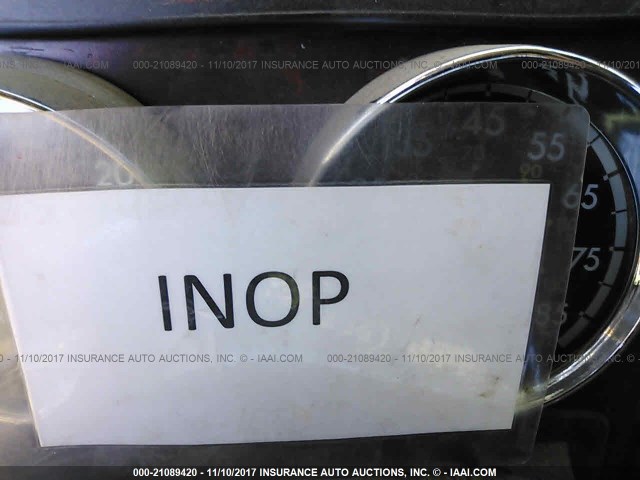 000-21089420 - 11/10/2017 INSURANCE AUTO AUCTIONS, INC. © - IAAI.COM
45
55
20
90
65
75
85
INOP
11/10/2017 INSURANCE AUTO AUCTIONS, INC. © - IAAI.COM
000-21089420 - 11/10/2017 INSURANCE AUTO AUCTIONS, INC. © - IAAI.COM
000-21089420 - 11/10/2017 INSURANCE AUTO AUCTIONS, INC. © - IAAI.COM